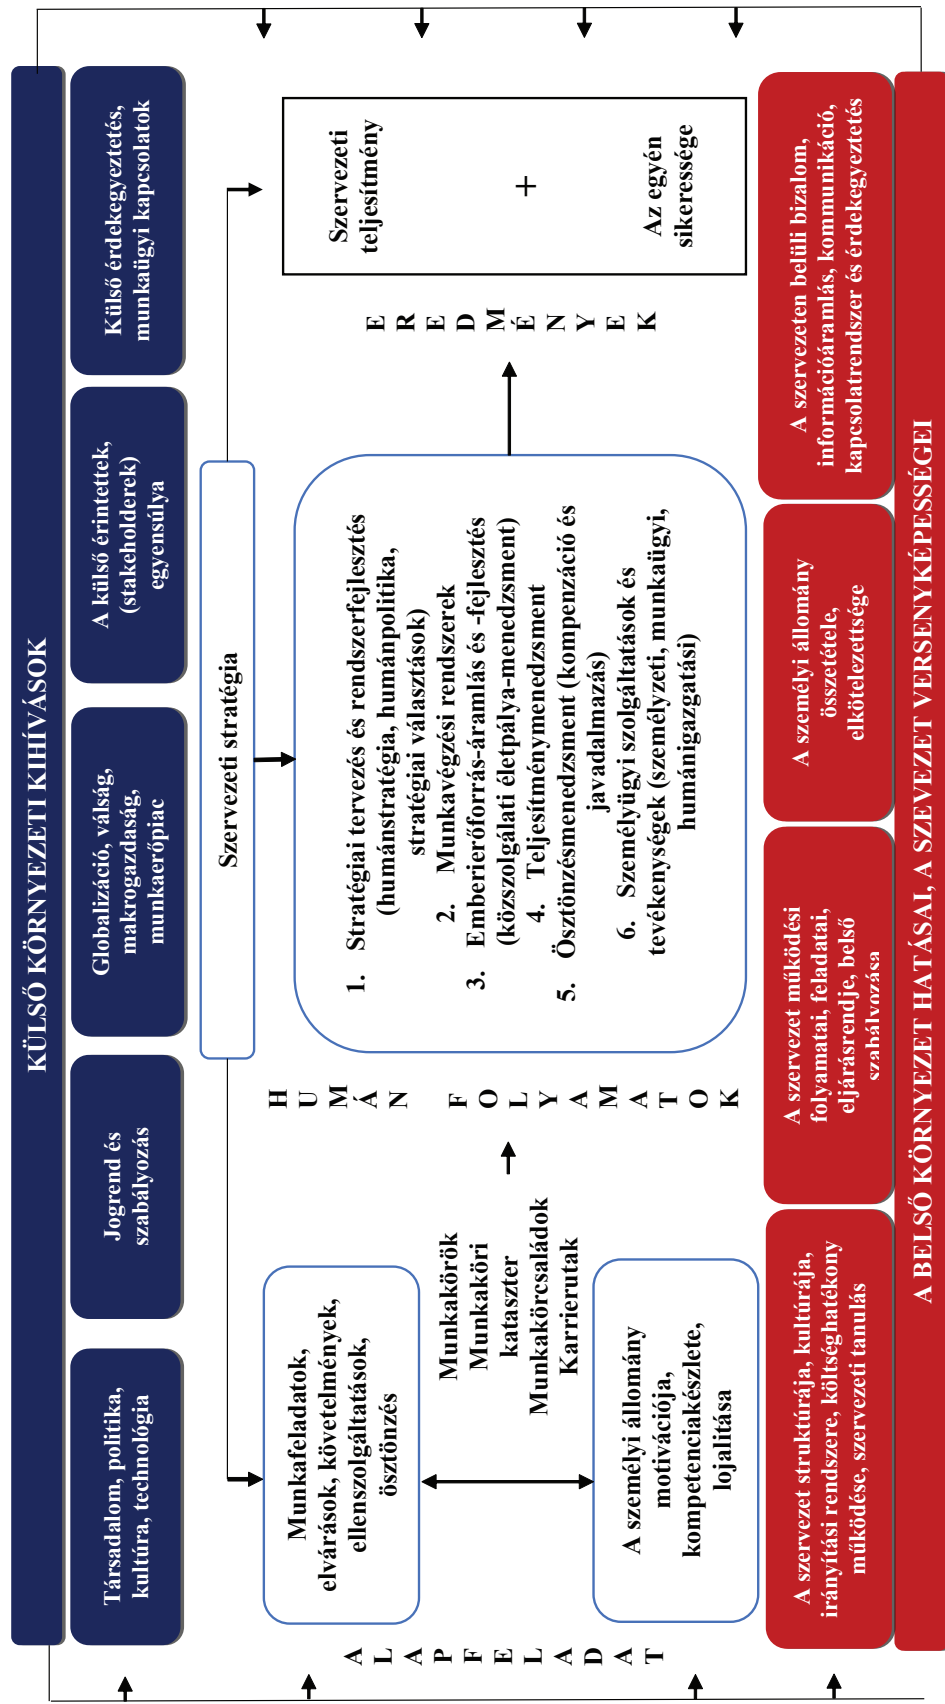 KÜLSŐ KÖRNYEZETI KIHÍVÁSOK
Társadalom, politika,
kultúra, technológia
Jogrend és
szabályozás
Globalizáció, válság,
makrogazdaság,
munkaerőpiac
A külső érintettek,
(stakeholderek)
egyensúlya
Külső érdekegyeztetés,
munkaügyi kapcsolatok
Szervezeti stratégia
ALAPFELADAT
Munkafeladatok,
elvárások, követelmények,
ellenszolgáltatások,
ösztönzés
Munkakörök
Munkaköri
kataszter
Munkakörcsaládok
Karrierutak
A személyi állomány
motivációja,
kompetenciakészlete,
lojalitása
HUMÁN FOLYAMATOK
1. Stratégiai tervezés és rendszerfejlesztés
(humánstratégia, humánpolitika,
stratégiai választások)
2. Munkavégzési rendszerek
3. Emberierőforrás-áramlás és -fejlesztés
(közszolgálati életpálya-menedzsment)
4. Teljesítménymenedzsment
5. Ösztönzésmenedzsment (kompenzáció és
javadalmazás)
6. Személyügyi szolgáltatások és
tevékenységek (személyzeti, munkaügyi,
humánigazgatási)
EREDMÉNYEK
Szervezeti
teljesítmény
+
Az egyén
sikeressége
A szervezet struktúrája, kultúrája,
irányítási rendszere, költséghatékony
működése, szervezeti tanulás
A szervezet működési
folyamatai, feladatai,
eljárásrendje, belső
szabályozása
A személyi állomány
összetétele,
elkötelezettsége
A szervezeten belüli bizalom,
információáramlás, kommunikáció,
kapcsolatrendszer és érdekegyeztetés
A BELSŐ KÖRNYEZET HATÁSAI, A SZEVEZET VERSENYKÉPESSÉGEI